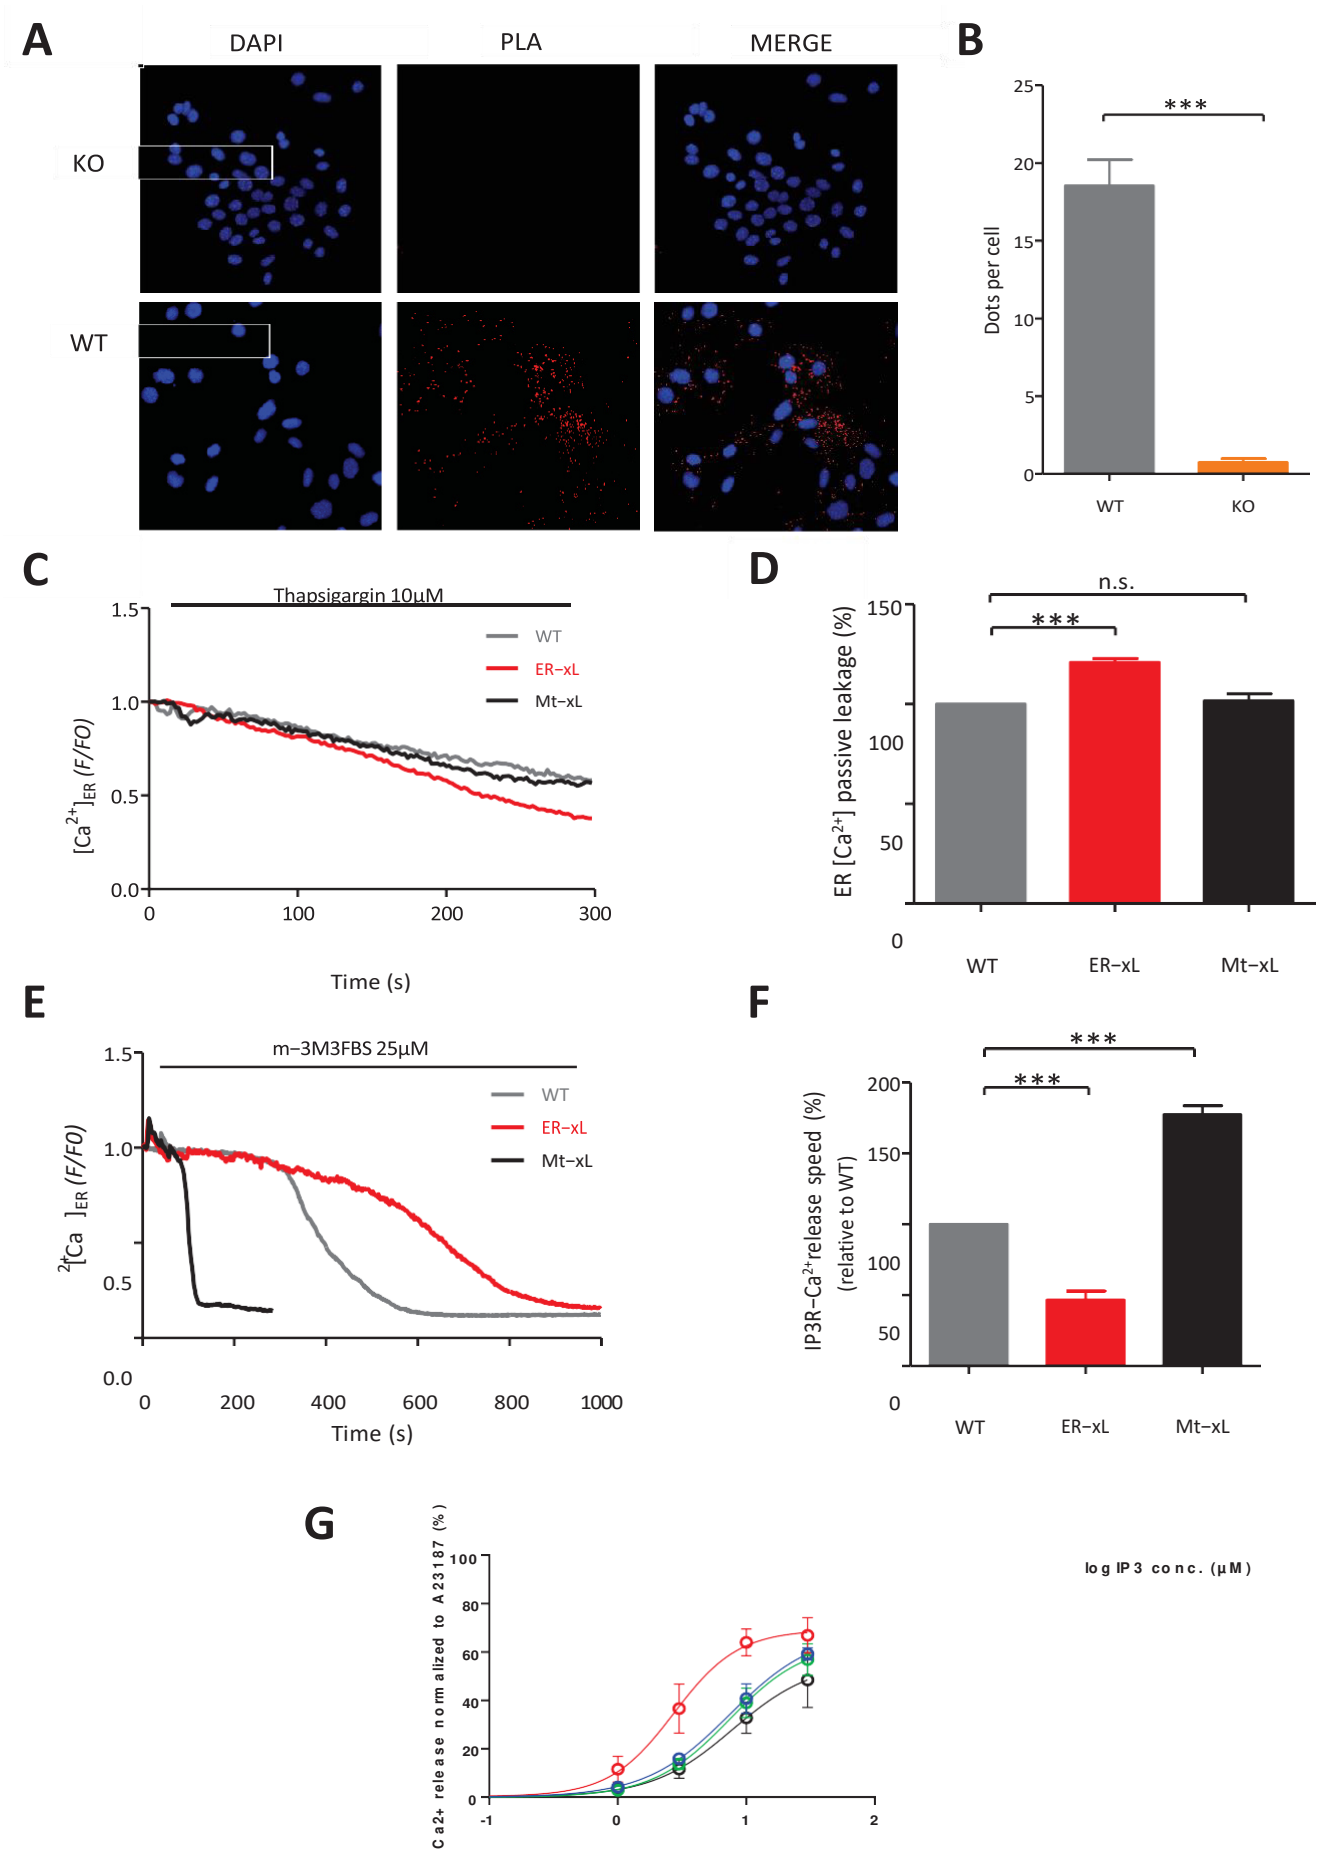 A
DAPI
PLA
MERGE
KO
WT
B
Dots per cell
25
20
15
10
5
0
***
WT
KO
C
Thapsigargin 10µM
[Ca2+]ER (F/F0)
1.5
1.0
0.5
0.0
WT
ER−xL
Mt−xL
0
100
200
300
Time (s)
D
ER [Ca2+] passive leakage (%)
150
100
50
0
n.s.
***
WT
ER−xL
Mt−xL
E
m−3M3FBS 25µM
2+[Ca ]ER (F/F0)
1.5
1.0
0.5
0.0
WT
ER−xL
Mt−xL
0
200
400
600
800
1000
Time (s)
F
IP3R−Ca2+release speed (%)
(relative to WT)
200
150
100
50
0
***
***
WT
ER−xL
Mt−xL
G
Ca2+ release normalized to A23187 (%)
100
80
60
40
20
0
-1
0
1
2
log IP3 conc. (µM)